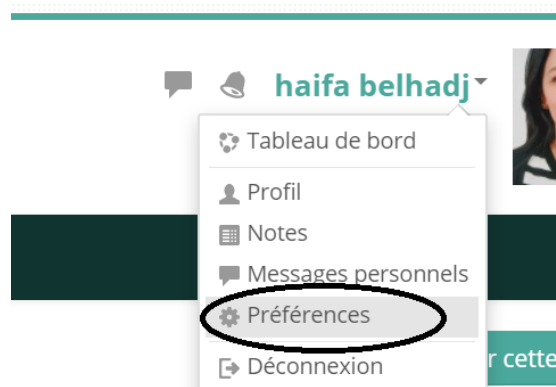 haifa belhadj
Tableau de bord
Profil
Notes
Messages personnels
Préférences
r cette
Déconnexion